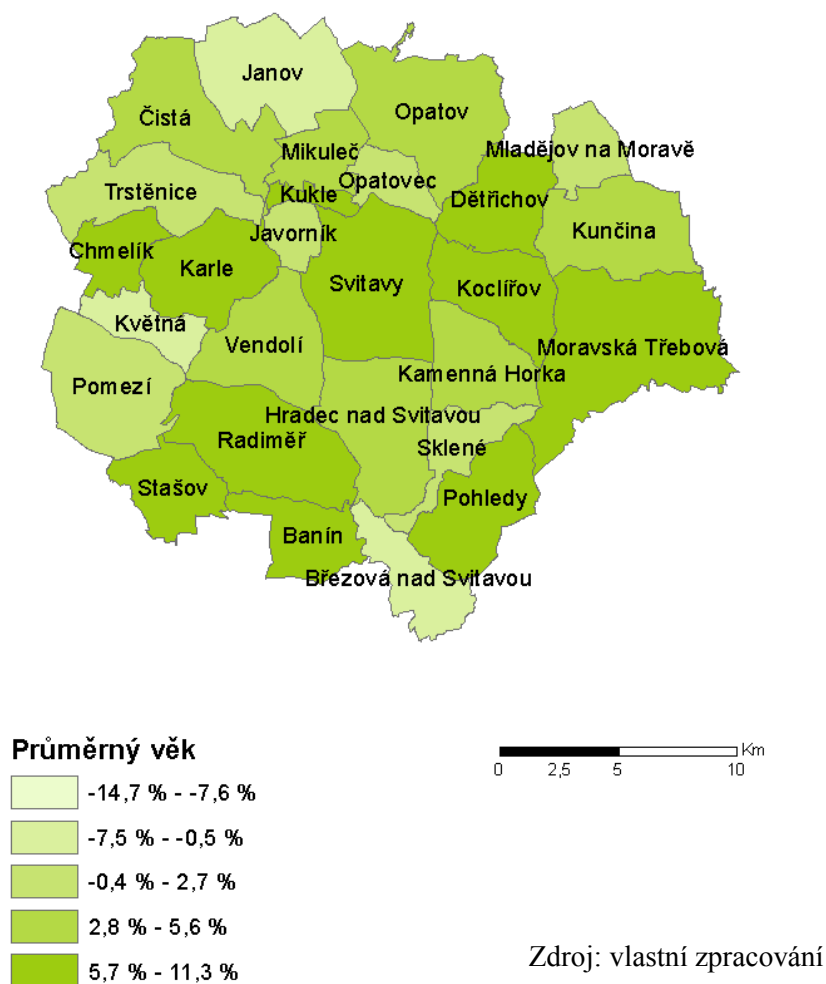 Janov
Čistá
Opatov
Mikuleč
Mladějov na Moravě
Opatovec
Trstěnice
Kukle
Dětřichov
Javorník
Kunčina
Chmelík
Karle
Svitavy
Koclířov
Květná
Vendolí
Moravská Třebová
Kamenná Horka
Pomezí
Hradec nad Svitavou
Radiměř
Sklené
Stašov
Pohledy
Banín
Březová nad Svitavou
Průměrný věk
-14,7 % - -7,6 %
-7,5 % - -0,5 %
-0,4 % - 2,7 %
2,8 % - 5,6 %
5,7 % - 11,3 %
Km
0 2,5 5 10
Zdroj: vlastní zpracování